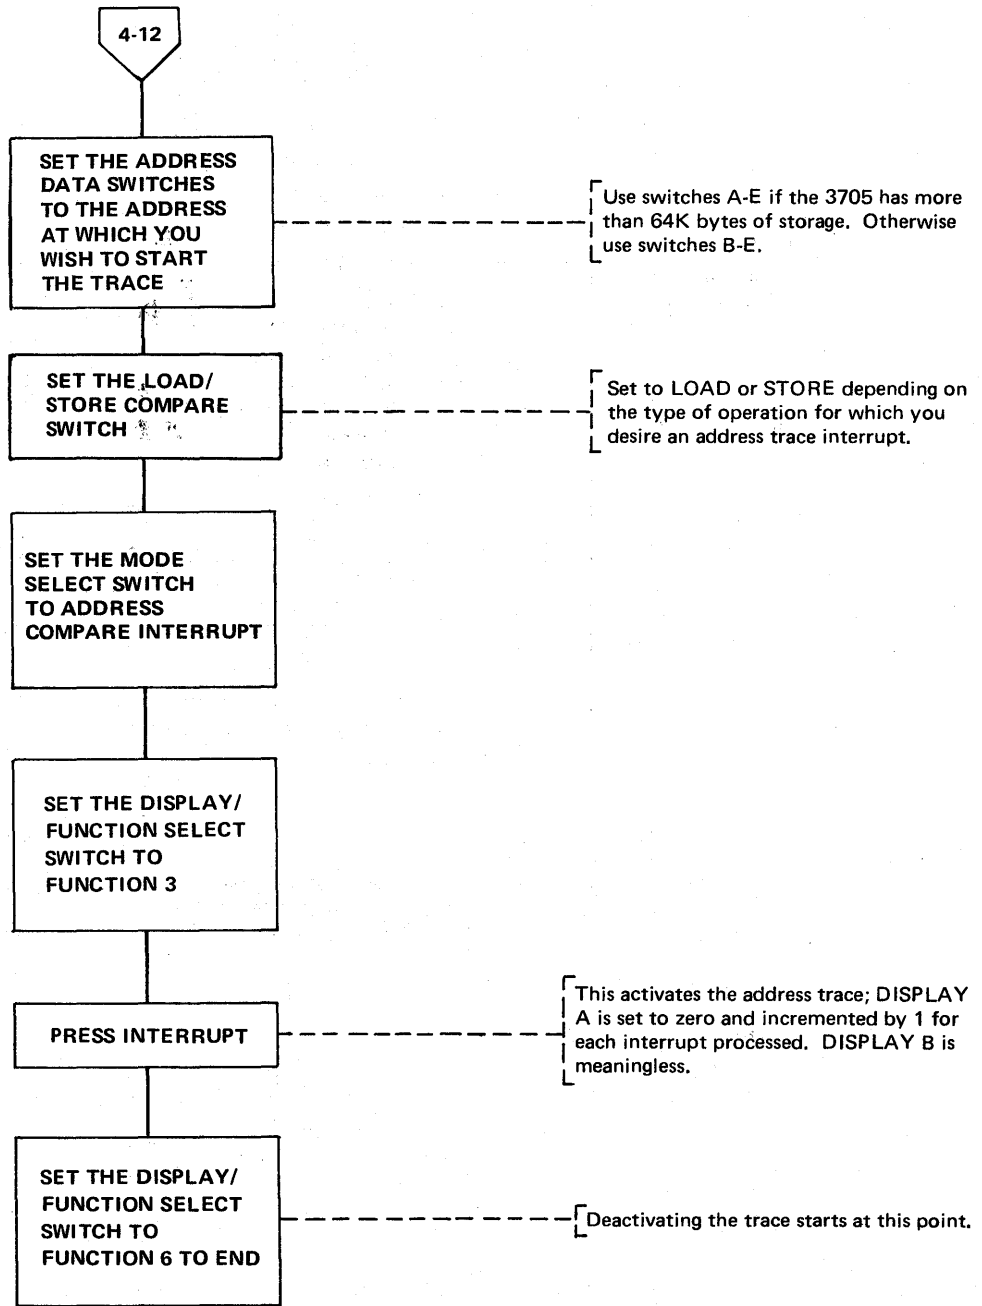 4-12
SET THE ADDRESS
DATA SWITCHES
TO THE ADDRESS
AT WHICH YOU
WISH TO START
THE TRACE
Use switches A-E if the 3705 has more
than 64K bytes of storage. Otherwise
use switches B-E.
SET THE LOAD/
STORE COMPARE
SWITCH
Set to LOAD or STORE depending on
the type of operation for which you
desire an address trace interrupt.
SET THE MODE
SELECT SWITCH
TO ADDRESS
COMPARE INTERRUPT
SET THE DISPLAY/
FUNCTION SELECT
SWITCH TO
FUNCTION 3
PRESS INTERRUPT
This activates the address trace; DISPLAY
A is set to zero and incremented by 1 for
each interrupt processed. DISPLAY B is
meaningless.
SET THE DISPLAY/
FUNCTION SELECT
SWITCH TO
FUNCTION 6 TO END
Deactivating the trace starts at this point.